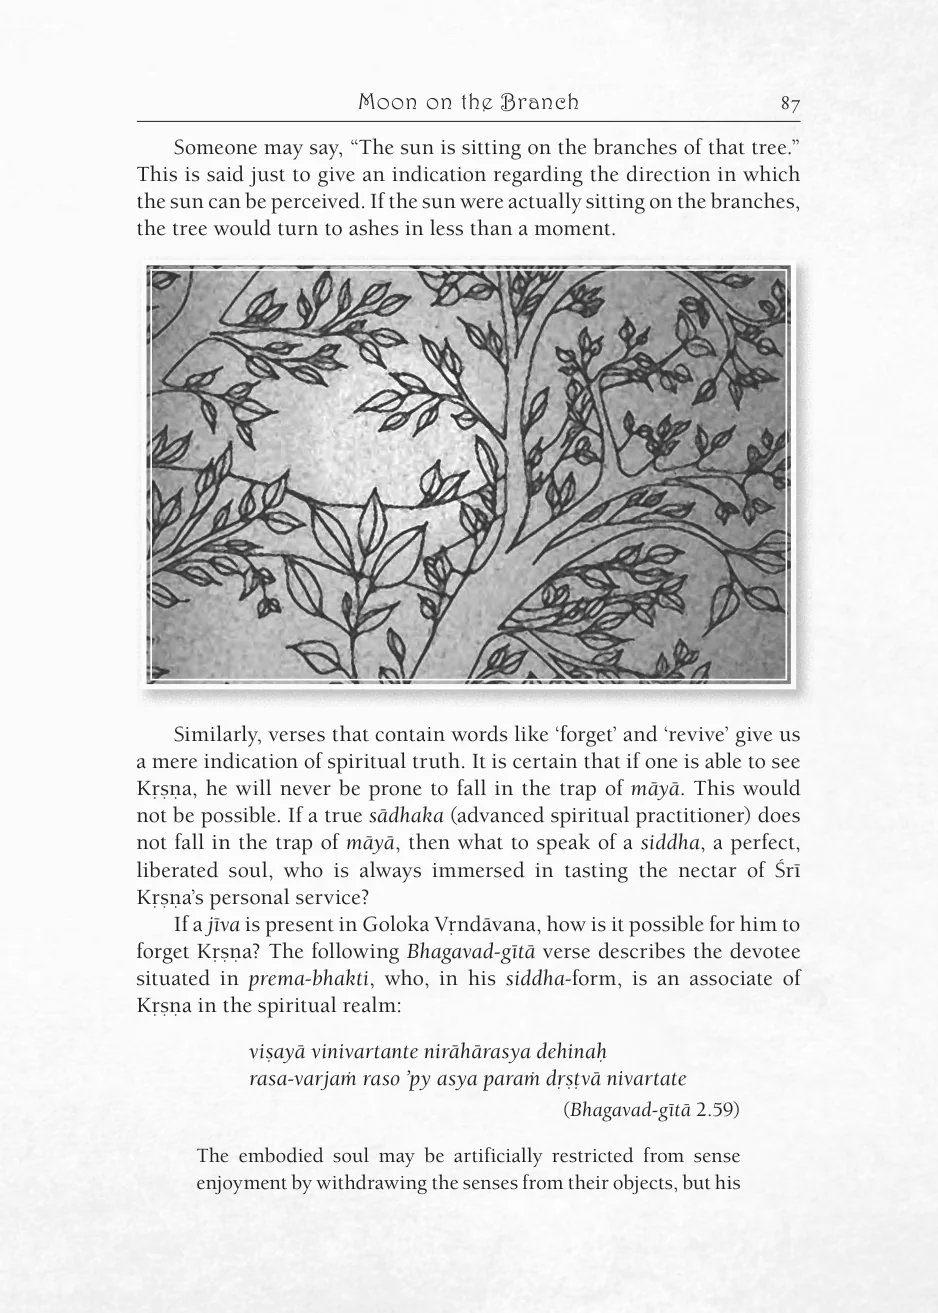 Moon on the Branch 87
Someone may say, “The sun is sitting on the branches of that tree.”
This is said just to give an indication regarding the direction in which
the sun can be perceived. If the sun were actually sitting on the branches,
the tree would turn to ashes in less than a moment.
Similarly, verses that contain words like ‘forget’ and ‘revive’ give us
a mere indication of spiritual truth. It is certain that if one is able to see
Kṛṣṇa, he will never be prone to fall in the trap of māyā. This would
not be possible. If a true sādhaka (advanced spiritual practitioner) does
not fall in the trap of māyā, then what to speak of a siddha, a perfect,
liberated soul, who is always immersed in tasting the nectar of Śrī
Kṛṣṇa’s personal service?
If a jīva is present in Goloka Vṛndāvana, how is it possible for him to
forget Kṛṣṇa? The following Bhagavad-gītā verse describes the devotee
situated in prema-bhakti, who, in his siddha-form, is an associate of
Kṛṣṇa in the spiritual realm:
viṣayā vinivartante nirāhārasya dehinaḥ
rasa-varjaṁ raso ’py asya paraṁ dṛṣṭvā nivartate
(Bhagavad-gītā 2.59)
The embodied soul may be artificially restricted from sense
enjoyment by withdrawing the senses from their objects, but his